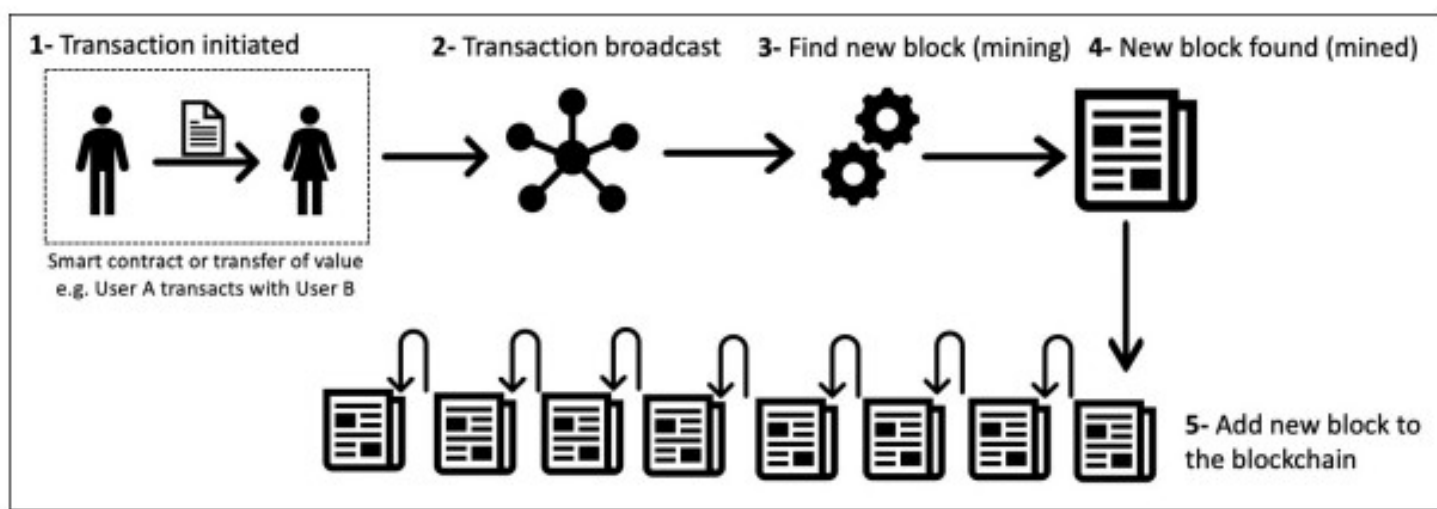 1- Transaction initiated
2- Transaction broadcast
3- Find new block (mining)
4- New block found (mined)
Smart contract or transfer of value
e.g. User A transacts with User B
5- Add new block to
the blockchain